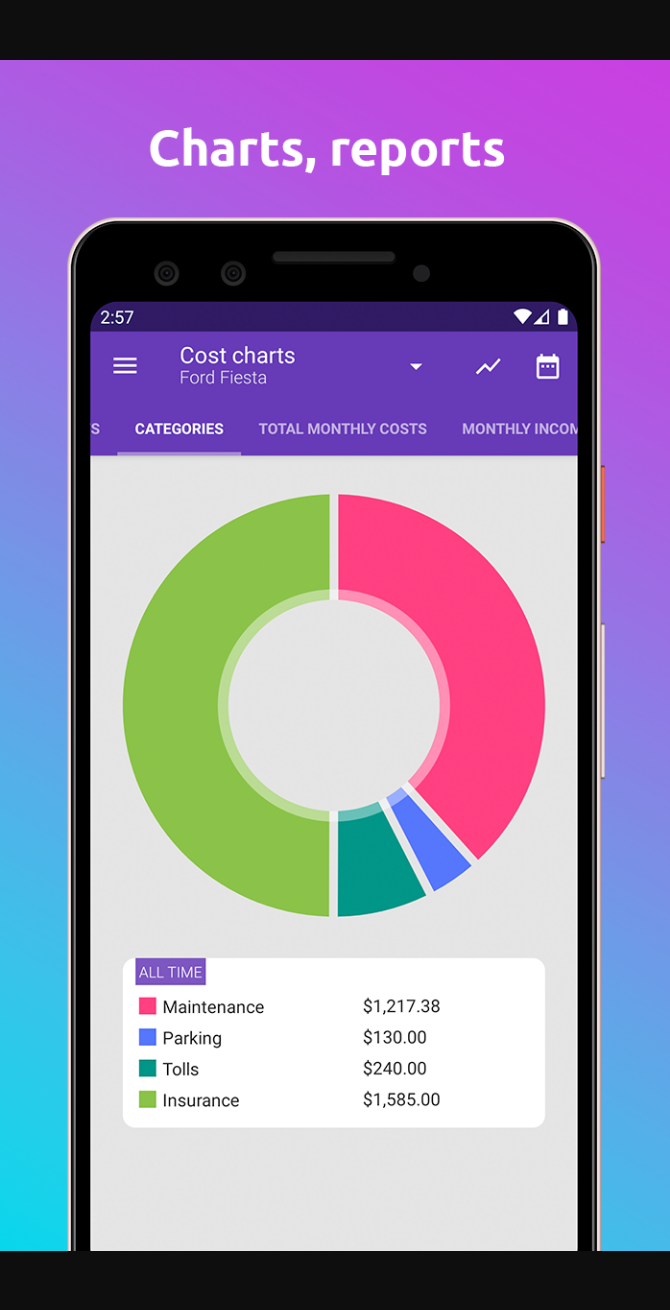 Charts, reports
2:57
Cost charts
Ford Fiesta
S CATEGORIES TOTAL MONTHLY COSTS MONTHLY INCOM
ALL TIME
Maintenance $1,217.38
Parking $130.00
Tolls $240.00
Insurance $1,585.00